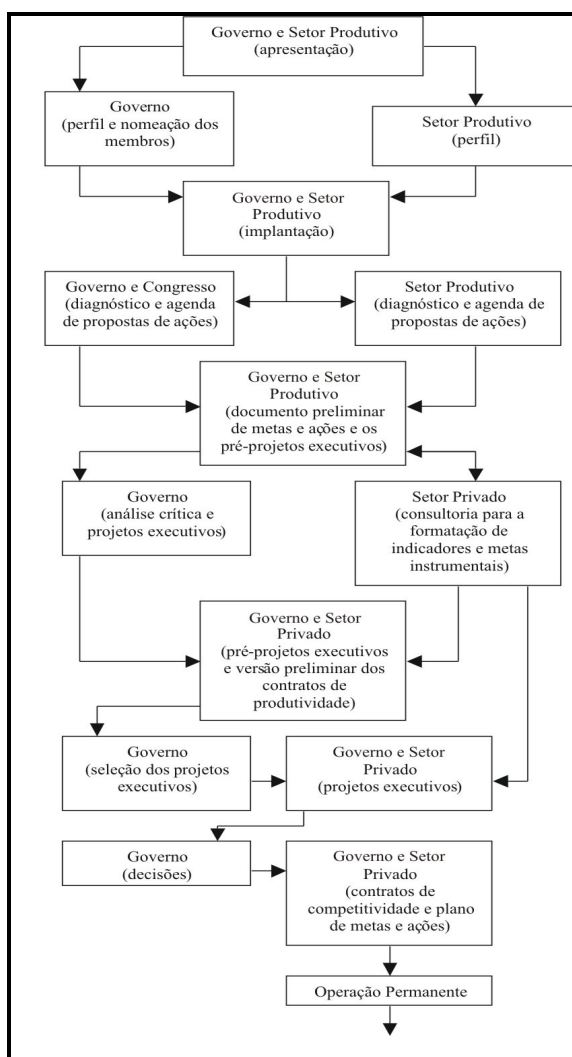 Governo e Setor Produtivo
(apresentação)
Governo
(perfil e nomeação dos
membros)
Setor Produtivo
(perfil)
Governo e Setor
Produtivo
(implantação)
Governo e Congresso
(diagnóstico e agenda
de propostas de ações)
Setor Produtivo
(diagnóstico e agenda de
propostas de ações)
Governo e Setor
Produtivo
(documento preliminar
de metas e ações e os
pré-projetos executivos)
Governo
(análise crítica e
projetos executivos)
Setor Privado
(consultoria para a
formatação de
indicadores e metas
instrumentais)
Governo e Setor
Privado
(pré-projetos executivos
e versão preliminar dos
contratos de
produtividade)
Governo
(seleção dos projetos
executivos)
Governo e Setor
Privado
(projetos executivos)
Governo
(decisões)
Governo e Setor
Privado
(contratos de
competitividade e plano
de metas e ações)
Operação Permanente